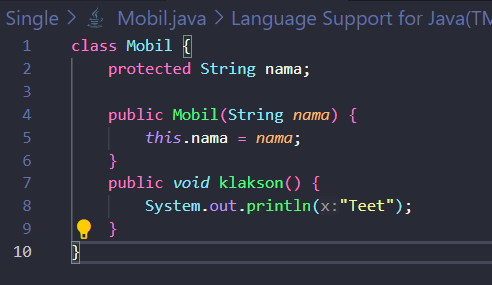 Single > Mobil.java > Language Support for Java(TM
1 class Mobil {
2 protected String nama;
3
4 public Mobil(String nama) {
5 this.nama = nama;
6 }
7 public void klakson() {
8 System.out.println(x:"Teet");
9 }
10 }